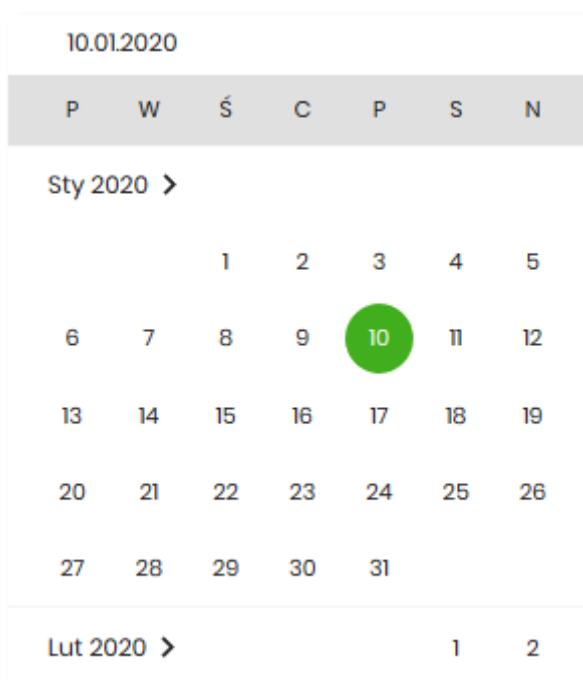 10.01.2020
P W Ś C P S N
Sty 2020 >
1 2 3 4 5
6 7 8 9 10 11 12
13 14 15 16 17 18 19
20 21 22 23 24 25 26
27 28 29 30 31
Lut 2020 > 1 2